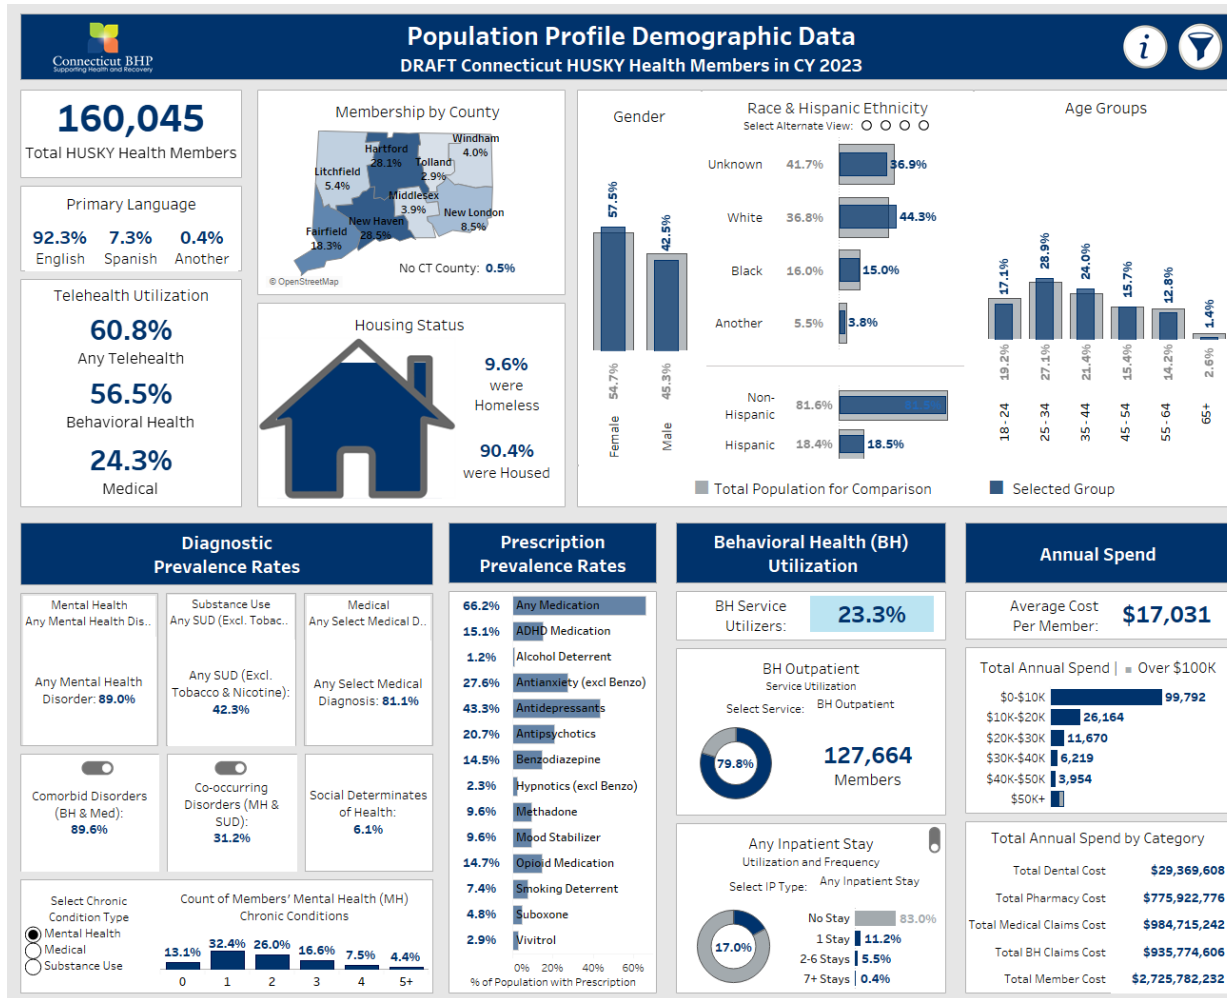 Connecticut BHP
Supporting Health and Recovery
Population Profile Demographic Data
DRAFT Connecticut HUSKY Health Members in CY 2023
i
160,045
Total HUSKY Health Members
Primary Language
92.3% 7.3% 0.4%
English Spanish Another
Telehealth Utilization
60.8%
Any Telehealth
56.5%
Behavioral Health
24.3%
Medical
Membership by County
Windham
4.0%
Hartford
28.1%
Tolland
2.9%
Litchfield
5.4%
Middlesex
3.9%
New London
8.5%
New Haven
28.5%
Fairfield
18.3%
No CT County: 0.5%
© OpenStreetMap
Housing Status
9.6%
were
Homeless
90.4%
were Housed
Gender
57.5%
42.5%
54.7%
45.3%
Female
Male
Race & Hispanic Ethnicity
Select Alternate View:
Unknown 41.7% 36.9%
White 36.8% 44.3%
Black 16.0% 15.0%
Another 5.5% 3.8%
Non-
Hispanic 81.6%
Hispanic 18.4% 18.5%
Age Groups
17.1% 28.9% 24.0% 15.7% 12.8% 1.4%
19.2% 27.1% 21.4% 15.4% 14.2% 2.6%
18 - 24 25 - 34 35 - 44 45 - 54 55 - 64 65+
Total Population for Comparison Selected Group
Diagnostic
Prevalence Rates
Mental Health
Any Mental Health Dis..
Any Mental Health
Disorder: 89.0%
Substance Use
Any SUD (Excl. Tobac..
Any SUD (Excl.
Tobacco & Nicotine):
42.3%
Medical
Any Select Medical D..
Any Select Medical
Diagnosis: 81.1%
Comorbid Disorders
(BH & Med):
89.6%
Co-occurring
Disorders (MH &
SUD):
31.2%
Social Determinates
of Health:
6.1%
Select Chronic
Condition Type
Mental Health
Medical
Substance Use
Count of Members' Mental Health (MH)
Chronic Conditions
13.1% 32.4% 26.0% 16.6% 7.5% 4.4%
0 1 2 3 4 5+
Prescription
Prevalence Rates
66.2% Any Medication
15.1% ADHD Medication
1.2% Alcohol Deterrent
27.6% Antianxiety (excl Benzo)
43.3% Antidepressants
20.7% Antipsychotics
14.5% Benzodiazepine
2.3% Hypnotics (excl Benzo)
9.6% Methadone
9.6% Mood Stabilizer
14.7% Opioid Medication
7.4% Smoking Deterrent
4.8% Suboxone
2.9% Vivitrol
0% 20% 40% 60%
% of Population with Prescription
Behavioral Health (BH)
Utilization
BH Service
Utilizers: 23.3%
BH Outpatient
Service Utilization
Select Service: BH Outpatient
79.8%
127,664
Members
Any Inpatient Stay
Utilization and Frequency
Select IP Type: Any Inpatient Stay
17.0%
No Stay 83.0%
1 Stay 11.2%
2-6 Stays 5.5%
7+ Stays 0.4%
Annual Spend
Average Cost
Per Member: $17,031
Total Annual Spend | Over $100K
$0-$10K 99,792
$10K-$20K 26,164
$20K-$30K 11,670
$30K-$40K 6,219
$40K-$50K 3,954
$50K+
Total Annual Spend by Category
Total Dental Cost $29,369,608
Total Pharmacy Cost $775,922,776
Total Medical Claims Cost $984,715,242
Total BH Claims Cost $935,774,606
Total Member Cost $2,725,782,232